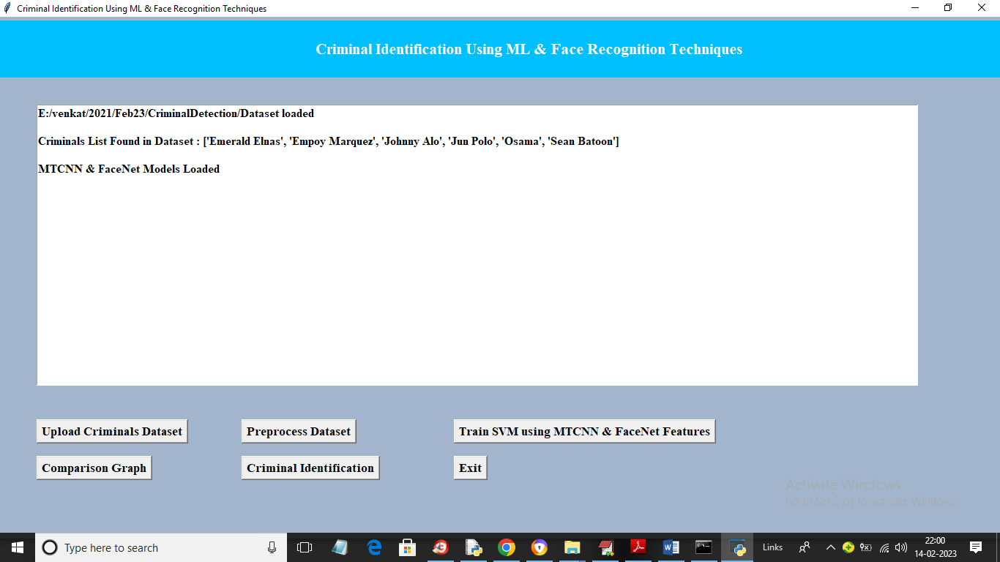 Criminal Identification Using ML & Face Recognition Techniques
Criminal Identification Using ML & Face Recognition Techniques
E:/venkat/2021/Feb23/CriminalDetection/Dataset loaded
Criminals List Found in Dataset : ['Emerald Elnas', 'Empoy Marquez', 'Johnny Alo', 'Jun Polo', 'Osama', 'Sean Batoon']
MTCNN & FaceNet Models Loaded
Upload Criminals Dataset
Preprocess Dataset
Train SVM using MTCNN & FaceNet Features
Comparison Graph
Criminal Identification
Exit
Activate Windows
Go to Settings to activate Windows.
Type here to search
Links
22:00
14-02-2023